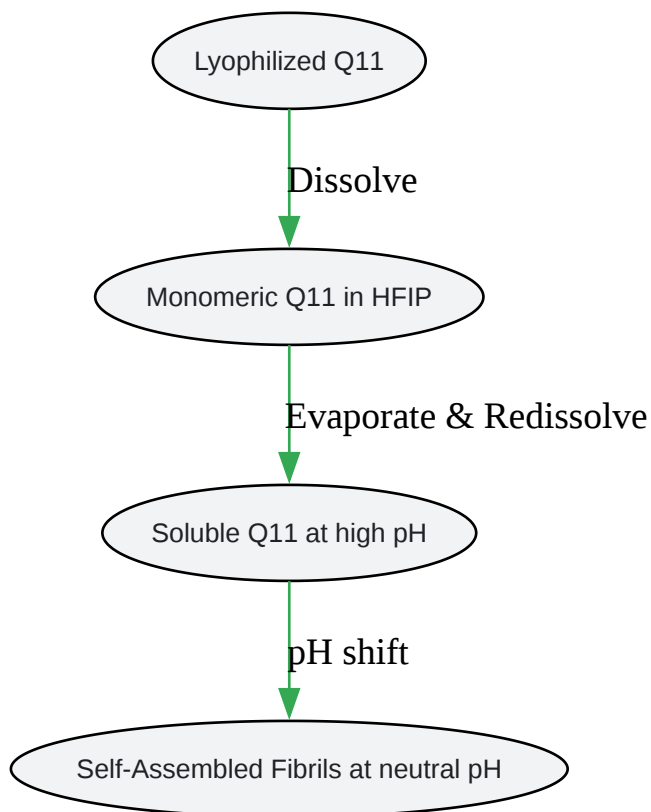 Lyophilized Q11
Dissolve
Monomeric Q11 in HFIP
Evaporate & Redissolve
Soluble Q11 at high pH
pH shift
Self-Assembled Fibrils at neutral pH